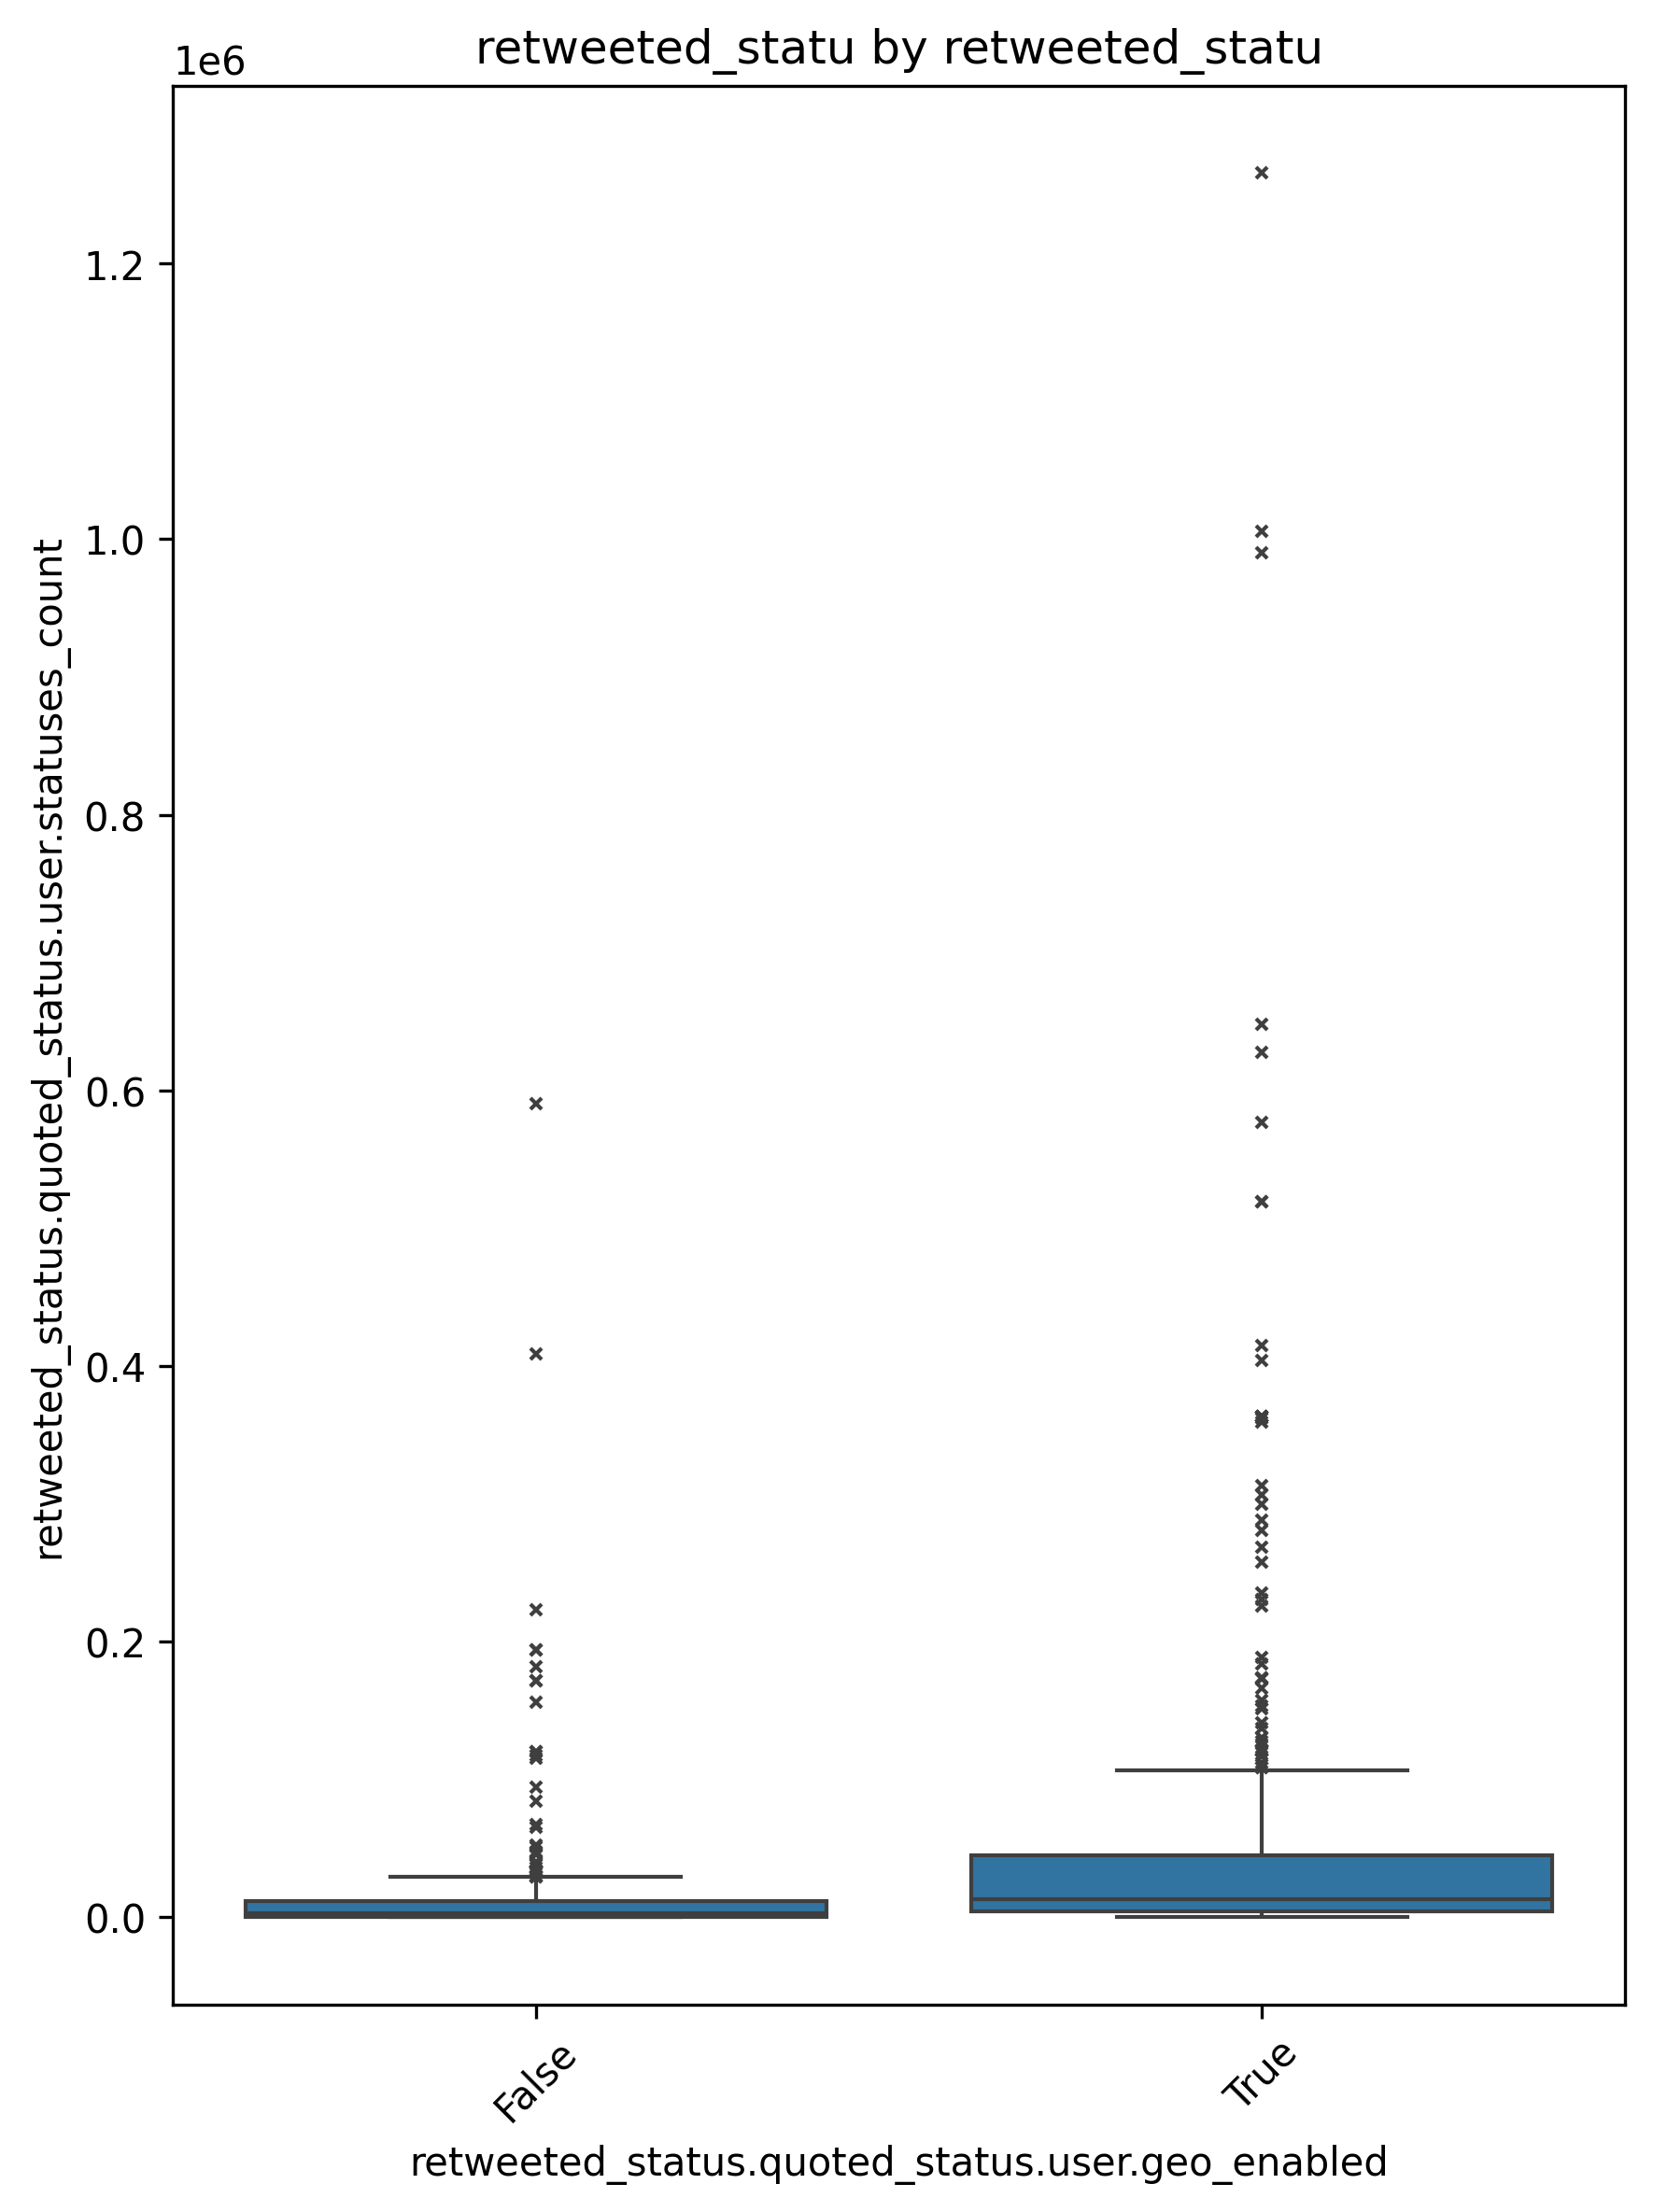 retweeted_statu by retweeted_statu
1e6
1.2
1.0
0.8
0.6
0.4
0.2
0.0
retweeted_status.quoted_status.user.statuses_count
False
True
retweeted_status.quoted_status.user.geo_enabled